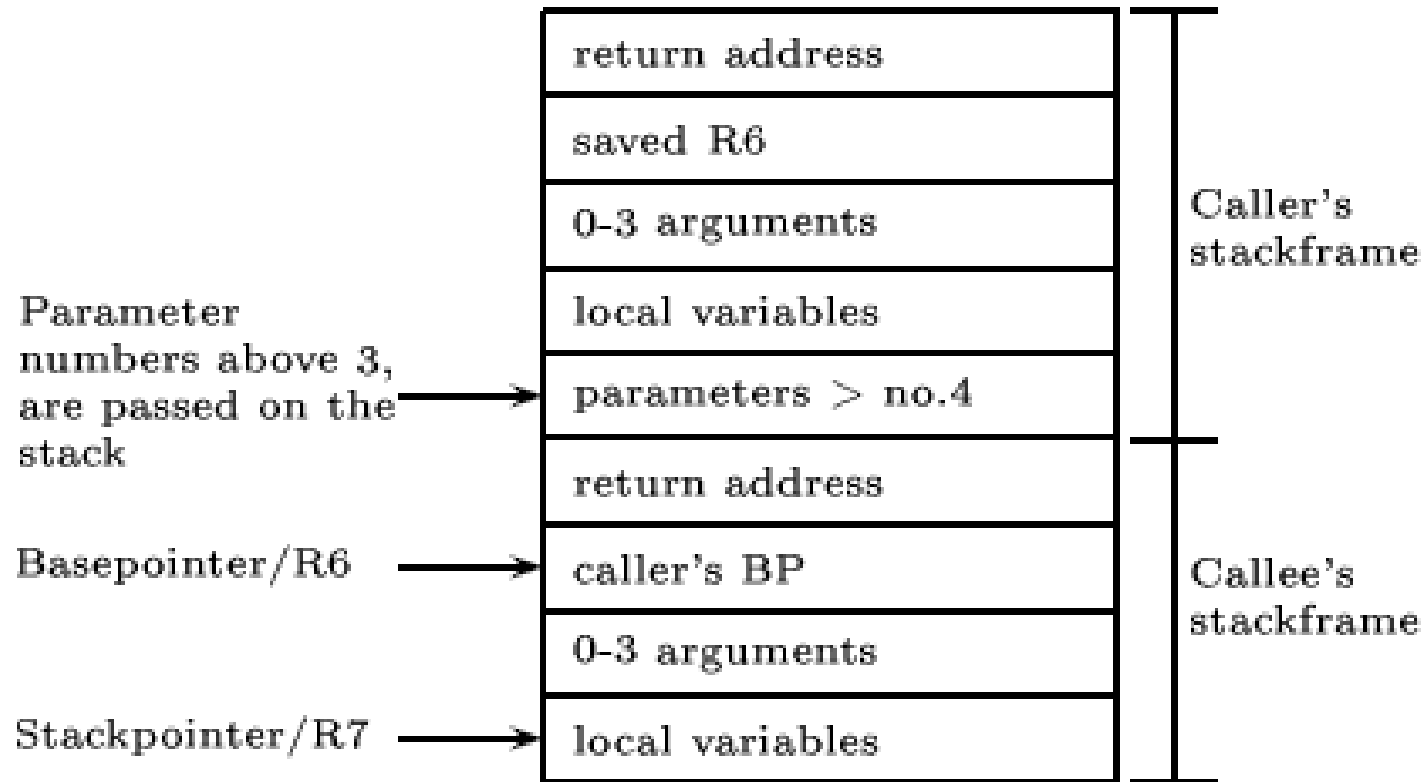 return address
saved R6
0-3 arguments
local variables
parameters > no.4
return address
caller's BP
0-3 arguments
local variables
Parameter
numbers above 3,
are passed on the
stack
Basepointer/R6
Stackpointer/R7
Caller's
stackframe
Callee's
stackframe